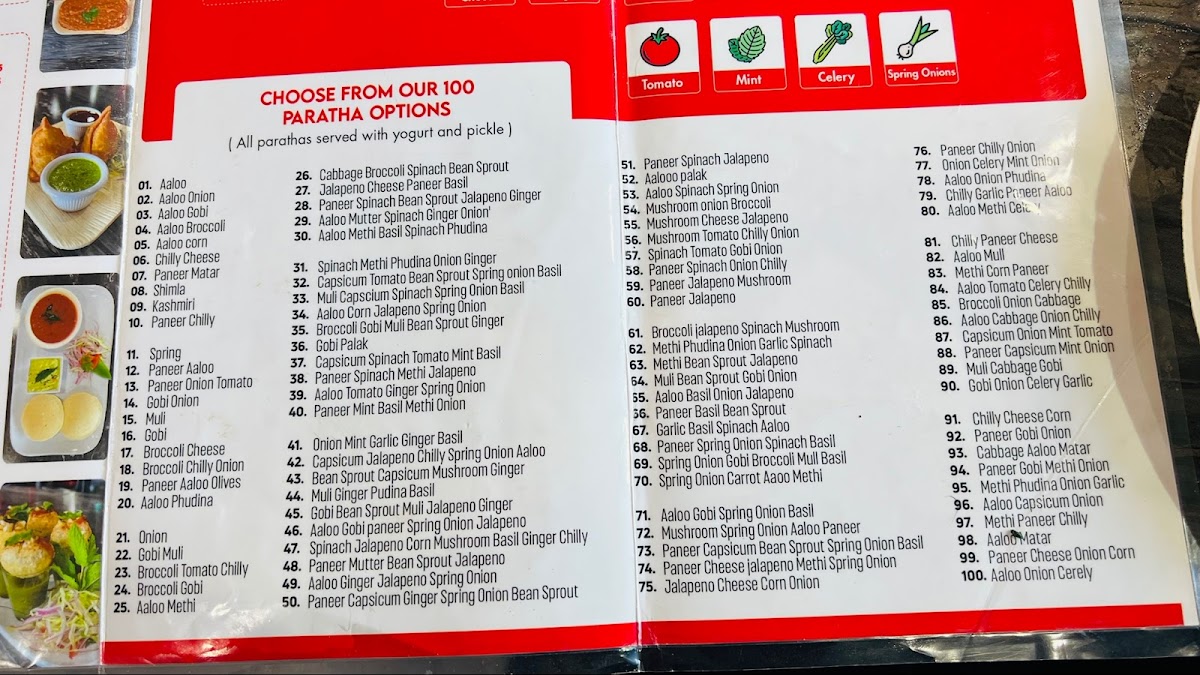 Tomato
Mint
Celery
Spring Onions
CHOOSE FROM OUR 100
PARATHA OPTIONS
( All parathas served with yogurt and pickle )
01. Aaloo
02. Aaloo Onion
03. Aaloo Gobi
04. Aaloo Broccoli
05. Aaloo corn
06. Chilly Cheese
07. Paneer Matar
08. Shimla
09. Kashmiri
10. Paneer Chilly
11. Spring
12. Paneer Aaloo
13. Paneer Onion Tomato
14. Gobi Onion
15. Muli
16. Gobi
17. Broccoli Cheese
18. Broccoli Chilly Onion
19. Paneer Aaloo Olives
20. Aaloo Phudina
21. Onion
22. Gobi Muli
23. Broccoli Tomato Chilly
24. Broccoli Gobi
25. Aaloo Methi
26. Cabbage Broccoli Spinach Bean Sprout
27. Jalapeno Cheese Paneer Basil
28. Paneer Spinach Bean Sprout Jalapeno Ginger
29. Aaloo Mutter Spinach Ginger Onion'
30. Aaloo Methi Basil Spinach Phudina
31. Spinach Methi Phudina Onion Ginger
32. Capsicum Tomato Bean Sprout Spring onion Basil
33. Muli Capscium Spinach Spring Onion Basil
34. Aaloo Corn Jalapeno Spring Onion
35. Broccoli Gobi Muli Bean Sprout Ginger
36. Gobi Palak
37. Capsicum Spinach Tomato Mint Basil
38. Paneer Spinach Methi Jalapeno
39. Aaloo Tomato Ginger Spring Onion
40. Paneer Mint Basil Methi Onion
41. Onion Mint Garlic Ginger Basil
42. Capsicum Jalapeno Chilly Spring Onion Aaloo
43. Bean Sprout Capsicum Mushroom Ginger
44. Muli Ginger Pudina Basil
45. Gobi Bean Sprout Muli Jalapeno Ginger
46. Aaloo Gobi paneer Spring Onion Jalapeno
47. Spinach Jalapeno Corn Mushroom Basil Ginger Chilly
48. Paneer Mutter Bean Sprout Jalapeno
49. Aaloo Ginger Jalapeno Spring Onion
50. Paneer Capsicum Ginger Spring Onion Bean Sprout
51. Paneer Spinach Jalapeno
52. Aalooo palak
53. Aaloo Spinach Spring Onion
54. Mushroom onion Broccoli
55. Mushroom Cheese Jalapeno
56. Mushroom Tomato Chilly Onion
57. Spinach Tomato Gobi Onion
58. Paneer Spinach Onion Chilly
59. Paneer Jalapeno Mushroom
60. Paneer Jalapeno
61. Broccoli jalapeno Spinach Mushroom
62. Methi Phudina Onion Garlic Spinach
63. Methi Bean Sprout Jalapeno
64. Muli Bean Sprout Gobi Onion
65. Aaloo Basil Onion Jalapeno
66. Paneer Basil Bean Sprout
67. Garlic Basil Spinach Aaloo
68. Paneer Spring Onion Spinach Basil
69. Spring Onion Gobi Broccoli Mull Basil
70. Spring Onion Carrot Aaoo Methi
71. Aaloo Gobi Spring Onion Basil
72. Mushroom Spring Onion Aaloo Paneer
73. Paneer Capsicum Bean Sprout Spring Onion Basil
74. Paneer Cheese jalapeno Methi Spring Onion
75. Jalapeno Cheese Corn Onion
76. Paneer Chilly Onion
77. Onion Celery Mint Onion
78. Aaloo Onion Phudina
79. Chilly Garlic Paneer Aaloo
80. Aaloo Methi Celery
81. Chilly Paneer Cheese
82. Aaloo Mull
83. Methi Corn Paneer
84. Aaloo Tomato Celery Chilly
85. Broccoli Onion Cabbage
86. Aaloo Cabbage Onion Chilly
87. Capsicum Onion Mint Tomato
88. Paneer Capsicum Mint Onion
89. Muli Cabbage Gobi
90. Gobi Onion Celery Garlic
91. Chilly Cheese Corn
92. Paneer Gobi Onion
93. Cabbage Aaloo Matar
94. Paneer Gobi Methi Onion
95. Methi Phudina Onion Garlic
96. Aaloo Capsicum Onion
97. Methi Paneer Chilly
98. Aaloo Matar
99. Paneer Cheese Onion Corn
100. Aaloo Onion Cerely